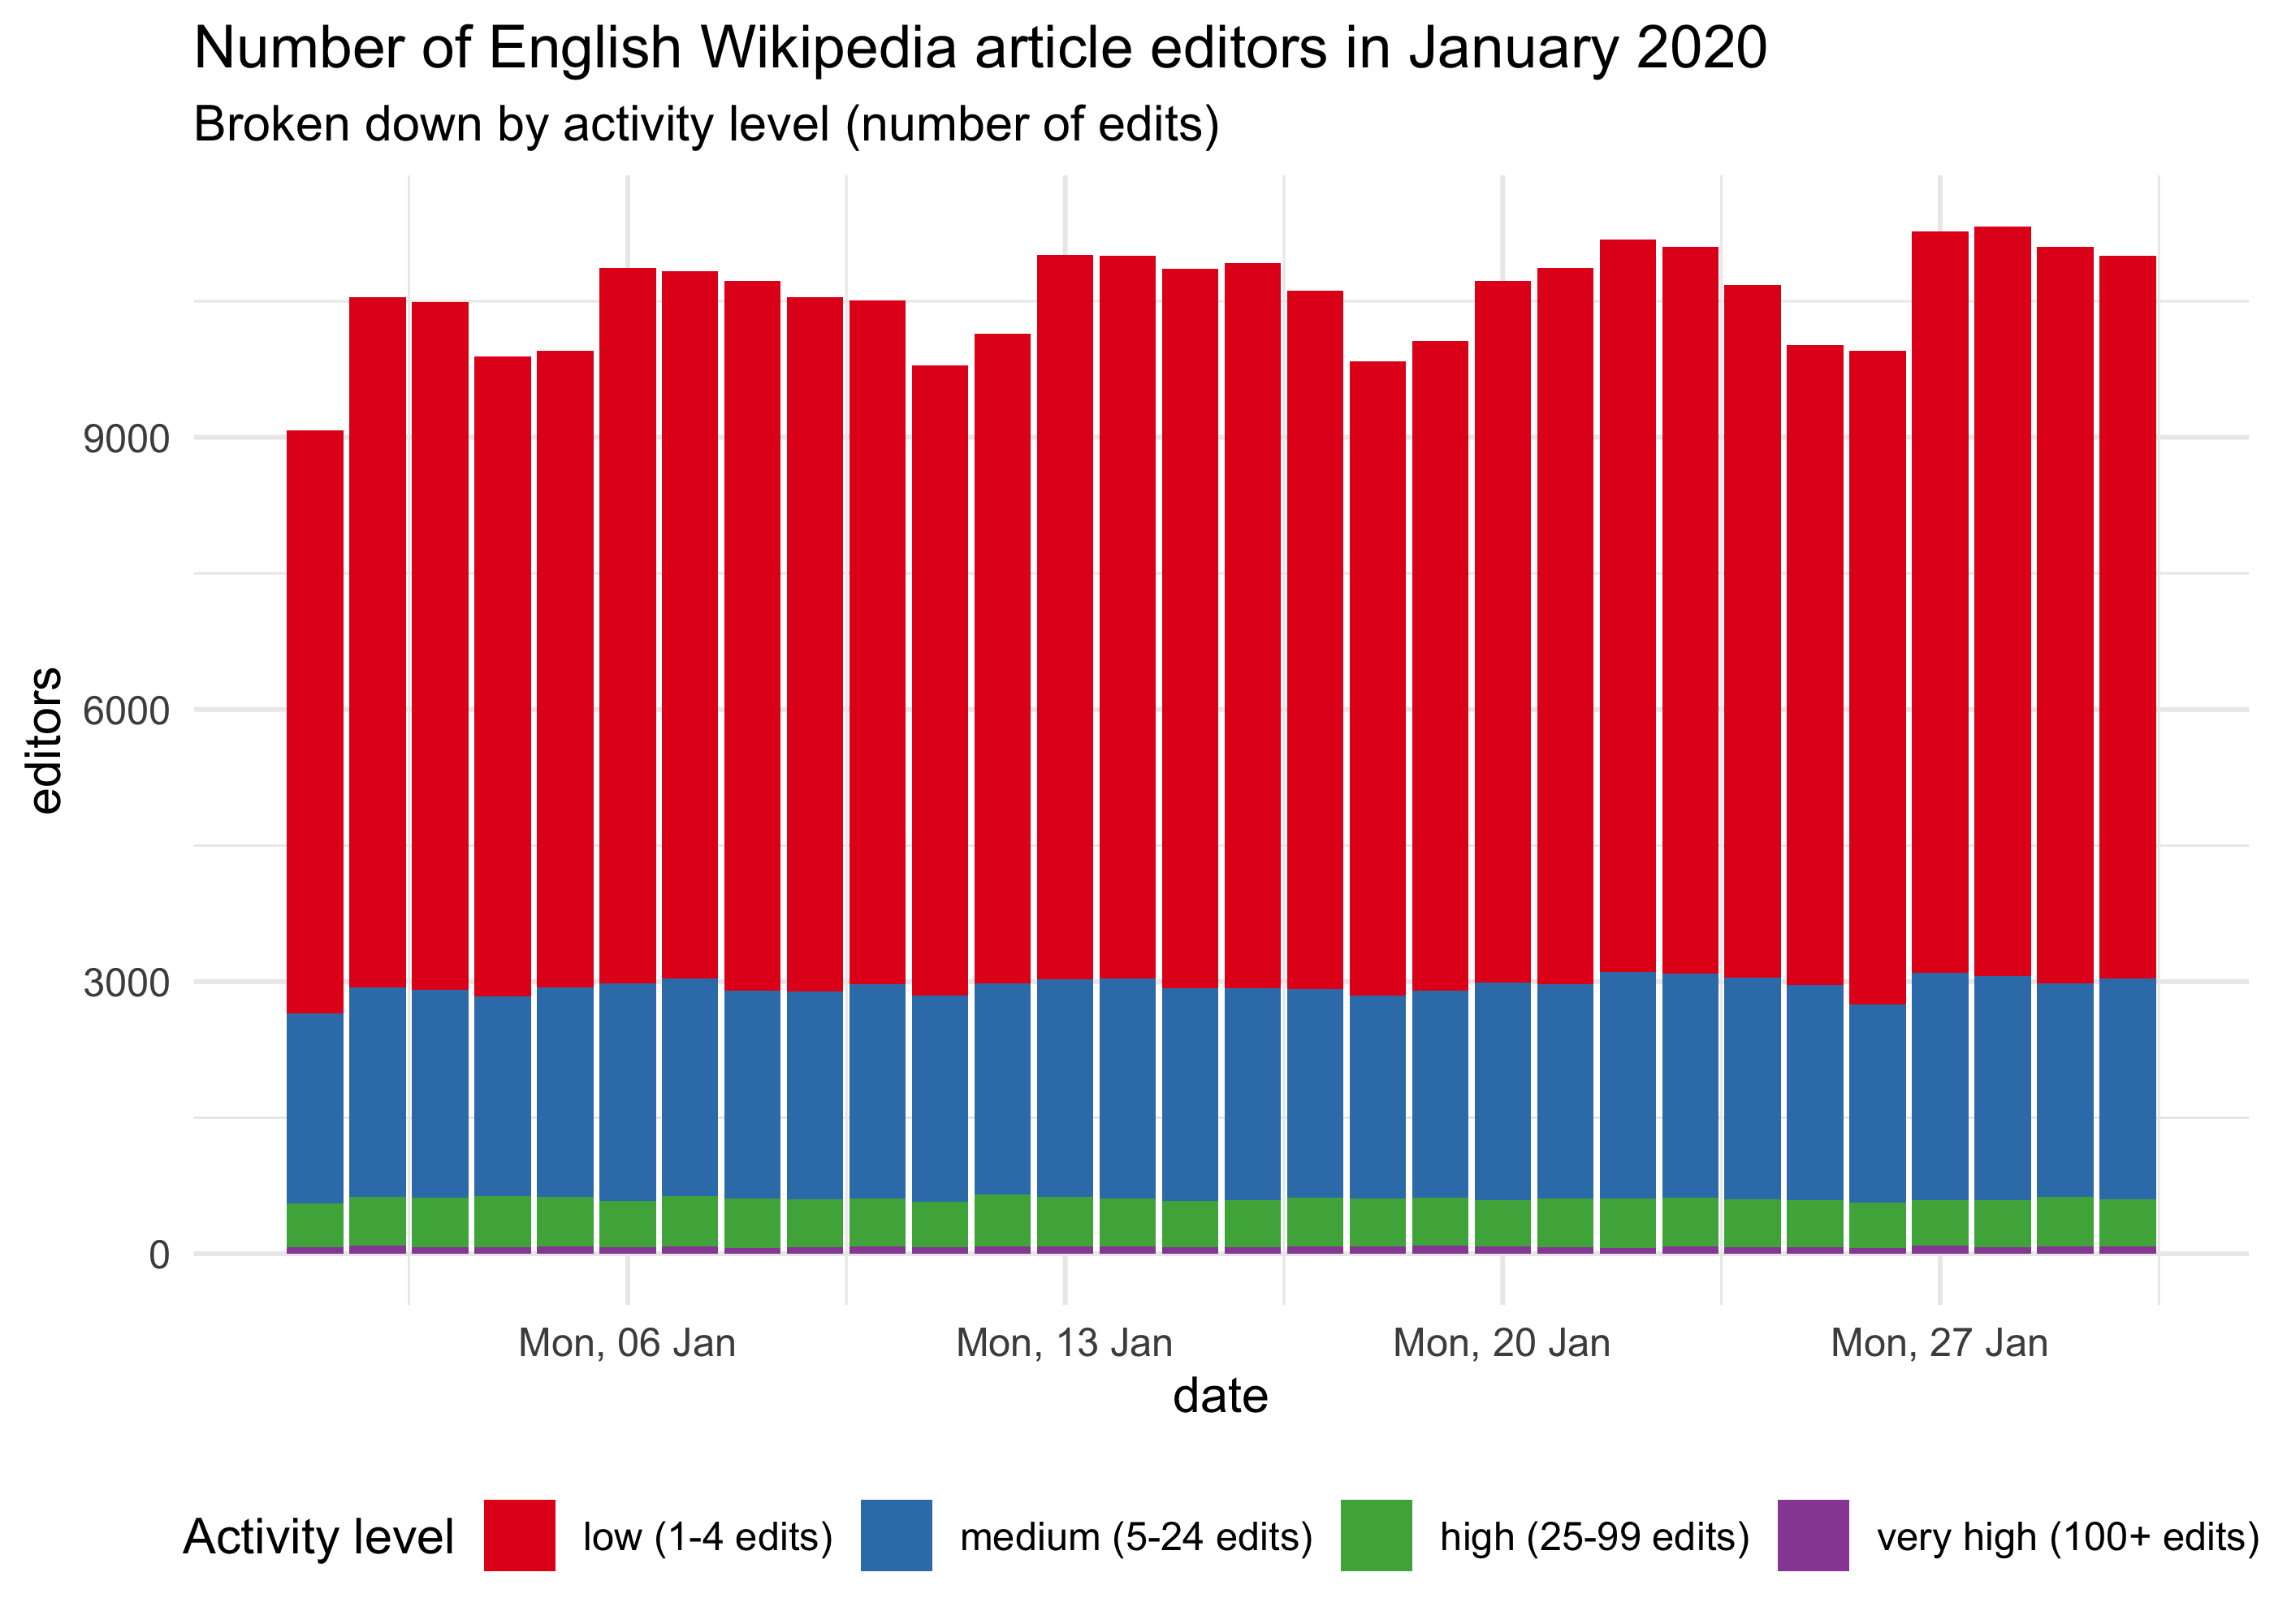 Number of English Wikipedia article editors in January 2020
Broken down by activity level (number of edits)
editors
9000
6000
3000
0
Mon, 06 Jan Mon, 13 Jan Mon, 20 Jan Mon, 27 Jan
date
Activity level low (1-4 edits) medium (5-24 edits) high (25-99 edits) very high (100+ edits)